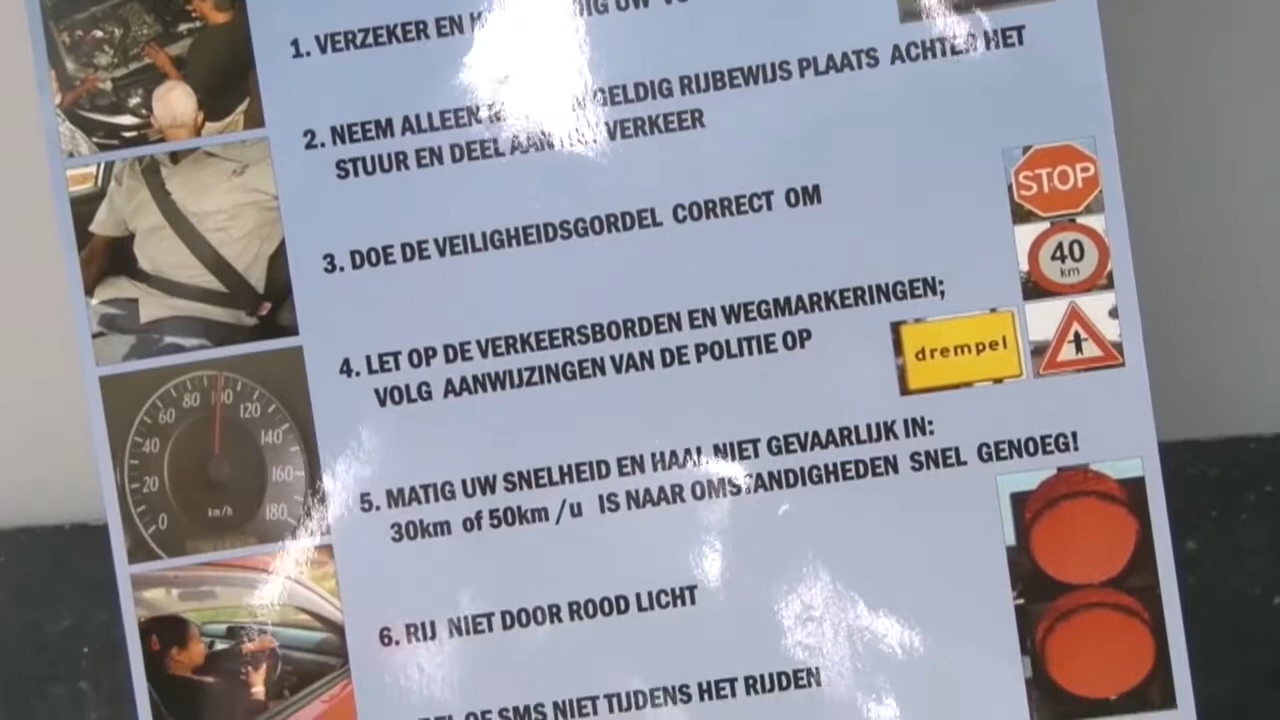 1. VERZEKER EN UW
2. NEEM ALLEEN GELDIG RIJBEWIJS PLAATS ACHTER HET
STUUR EN DEEL AAN VERKEER
3. DOE DE VEILIGHEIDSGORDEL CORRECT OM
STOP
40
km
4. LET OP DE VERKEERSBORDEN EN WEGMARKERINGEN;
VOLG AANWIJZINGEN VAN DE POLITIE OP
drempel
0 20 40 60 80 100 120 140 160 180
km/h
5. MATIG UW SNELHEID EN HAAL NIET GEVAARLIJK IN:
30km of 50km /u IS NAAR OMSTANDIGHEDEN SNEL GENOEG!
6. RIJ NIET DOOR ROOD LICHT
OF SMS NIET TIJDENS HET RIJDEN